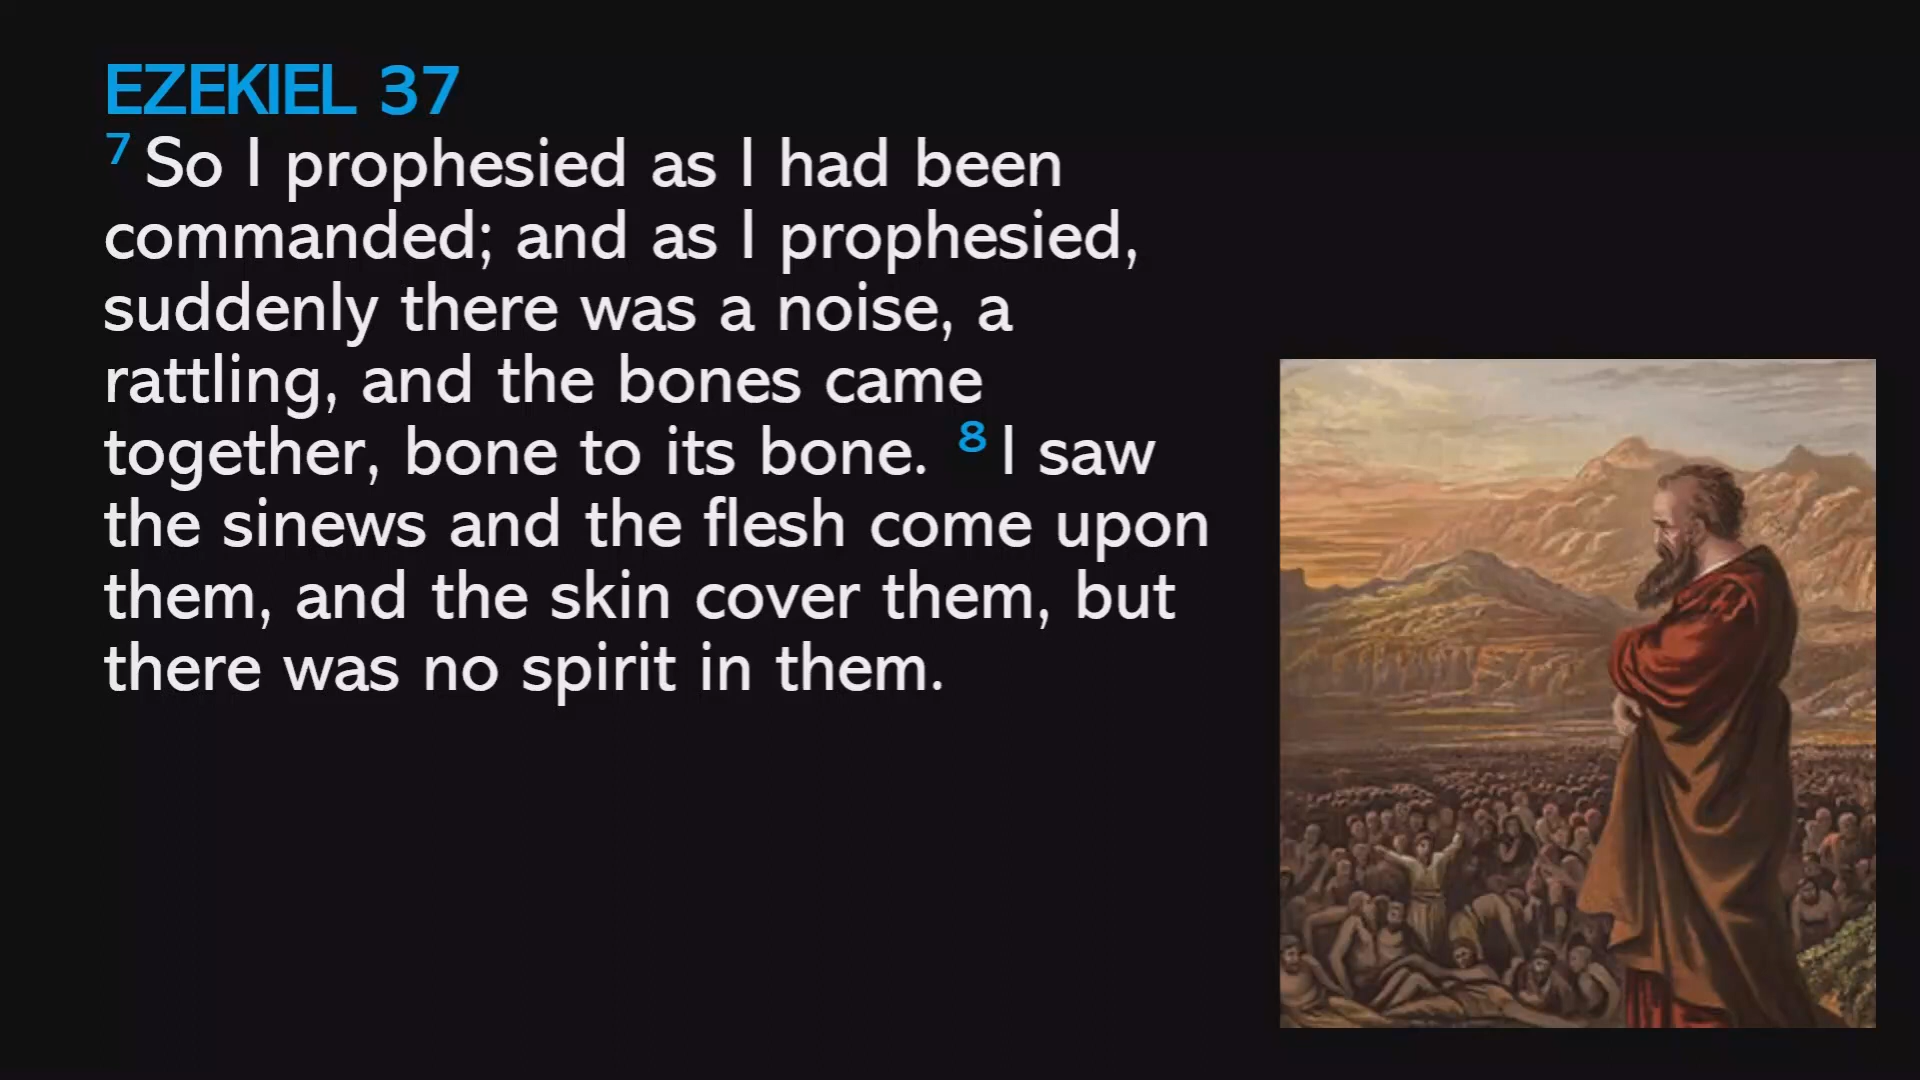 EZEKIEL 37
7 So I prophesied as I had been
commanded; and as I prophesied,
suddenly there was a noise, a
rattling, and the bones came
together, bone to its bone. 8 I saw
the sinews and the flesh come upon
them, and the skin cover them, but
there was no spirit in them.